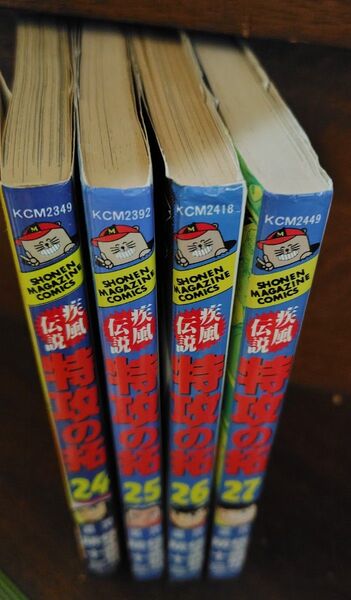 KCM2349
M
SHONEN
MAGAZINE
COMICS
疾風
伝説
特攻の拓
24
KCM2392
M
SHONEN
MAGAZINE
COMICS
疾風
伝説
特攻の拓
25
KCM2418
M
SHONEN
MAGAZINE
COMICS
疾風
伝説
特攻の拓
26
KCM2449
M
SHONEN
MAGAZINE
COMICS
疾風
伝説
特攻の拓
27